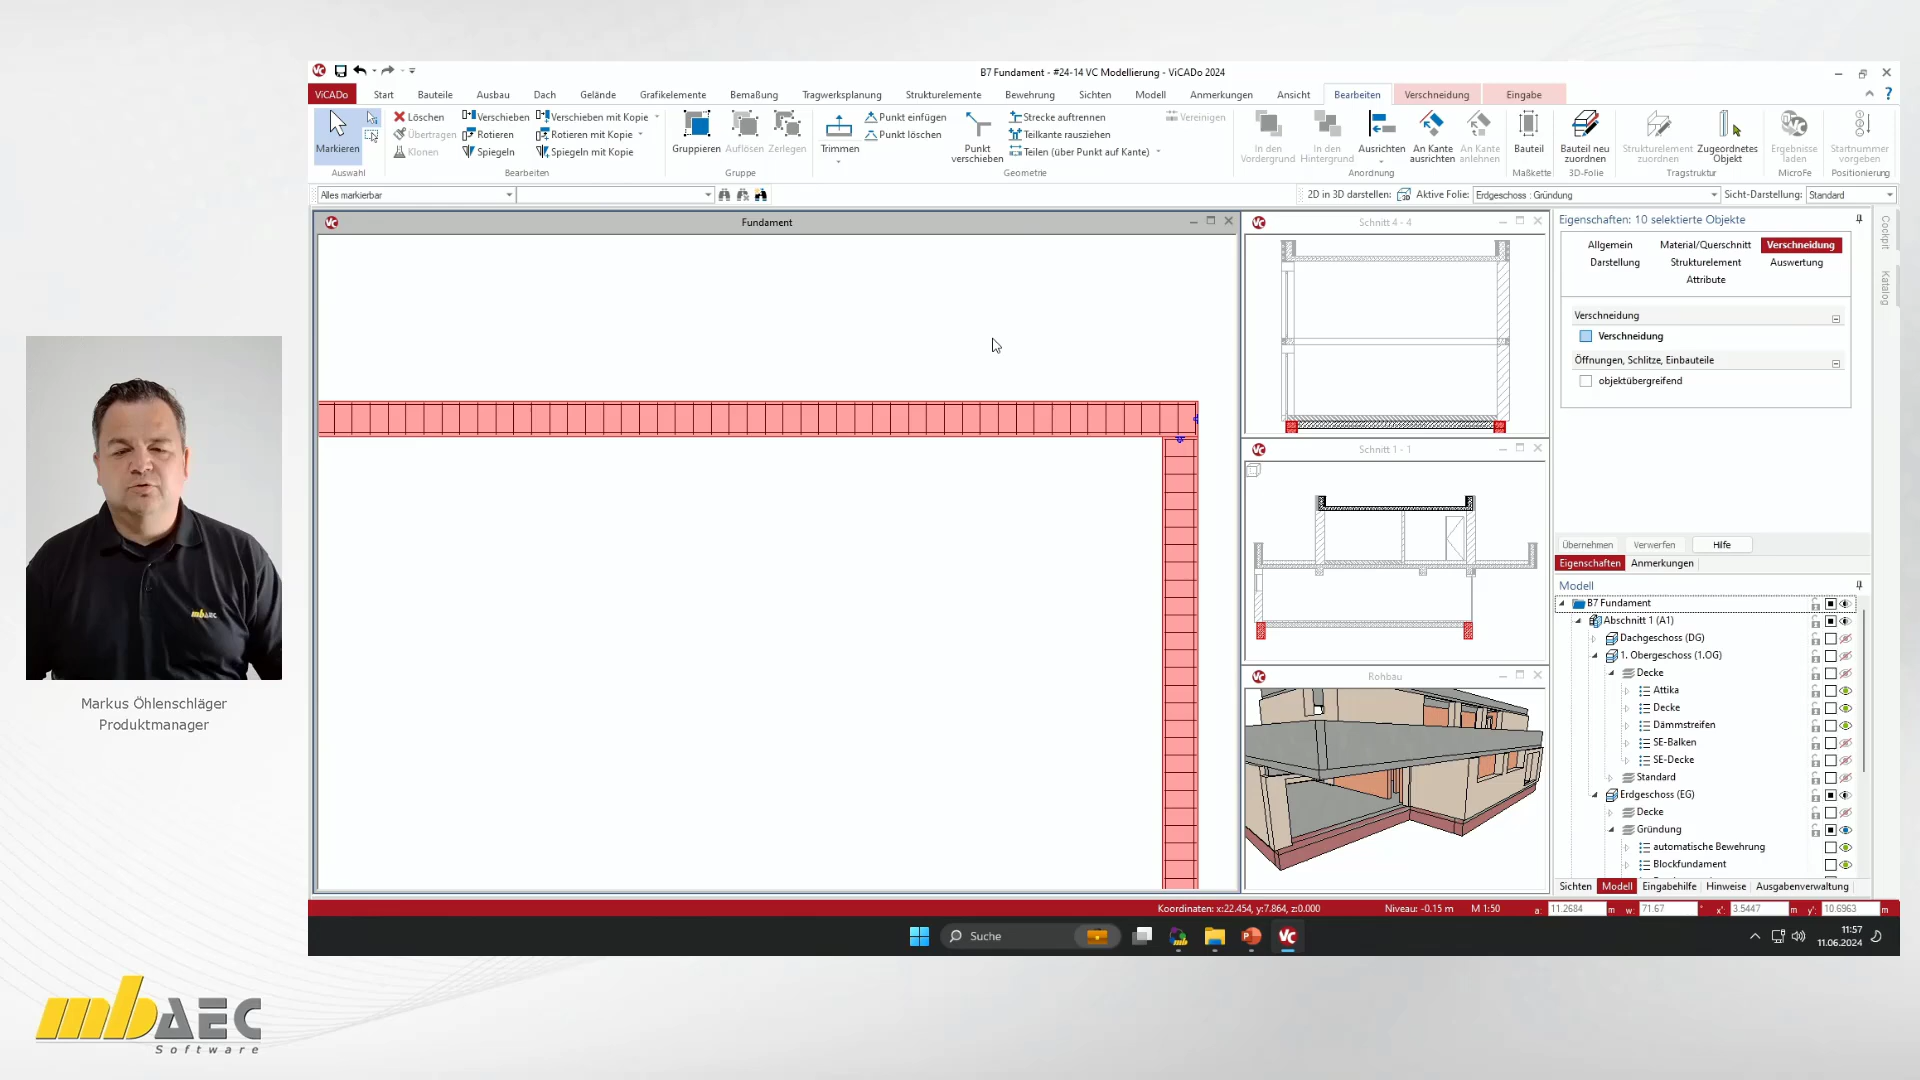 B7 Fundament - #24-14 VC Modellierung - ViCADo 2024
ViCADo Start Bauteile Ausbau Dach Gelände Grafikelemente Bemaßung Tragwerksplanung Strukturelemente Bewehrung Sichten Modell Anmerkungen Ansicht Bearbeiten Verschneidung Eingabe
Markieren
Auswahl
Löschen
Übertragen
Klonen
Verschieben
Rotieren
Spiegeln
Verschieben mit Kopie
Rotieren mit Kopie
Spiegeln mit Kopie
Bearbeiten
Gruppieren Auflösen Zerlegen
Gruppe
Trimmen
Punkt einfügen
Punkt löschen
Punkt
verschieben
Strecke auftrennen
Teilkante rausziehen
Teilen (über Punkt auf Kante)
Geometrie
Vereinigen
In den
Vordergrund
In den
Hintergrund
Ausrichten
An Kante
ausrichten
An Kante
anlehnen
Anordnung
Bauteil
Maßkette
Bauteil neu
zuordnen
3D-Folie
Strukturelement
zuordnen
Zugeordnetes
Objekt
Tragstruktur
Ergebnisse
laden
MicroFe
Startnummer
vorgeben
Positionierung
Alles markierbar
2D in 3D darstellen: Aktive Folie: Erdgeschoss : Gründung Sicht-Darstellung: Standard
Fundament
Schnitt 4 - 4
Schnitt 1 - 1
Rohbau
Eigenschaften: 10 selektierte Objekte
Allgemein Material/Querschnitt Verschneidung
Darstellung Strukturelement Auswertung
Attribute
Verschneidung
Verschneidung
Öffnungen, Schlitze, Einbauteile
objektübergreifend
Übernehmen Verwerfen Hilfe
Eigenschaften Anmerkungen
Cockpit
Katalog
Modell
B7 Fundament
Abschnitt 1 (A1)
Dachgeschoss (DG)
1. Obergeschoss (1.OG)
Decke
Attika
Decke
Dämmstreifen
SE-Balken
SE-Decke
Standard
Erdgeschoss (EG)
Decke
Gründung
automatische Bewehrung
Blockfundament
Sichten Modell Eingabehilfe Hinweise Ausgabenverwaltung
Koordinaten: x:22.454, y:7.864, z:0.000 Niveau: -0.15 m M 1:50 a: 11.2684 m w: 71.67 ° x': 3.5447 m y': 10.6963 m
Suche
11:57
11.06.2024
Markus Öhlenschläger
Produktmanager
mb AEC
mbAEC
Software